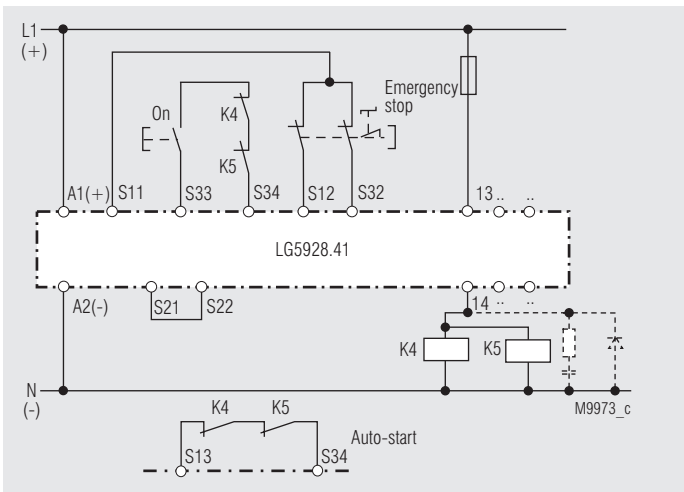 L1
(+)
Emergency
stop
On
K4
K5
A1(+) S11 S33 S34 S12 S32 13 .. ..
LG5928.41
A2(-) S21 S22 14 .. ..
K4 K5
N
(-)
M9973_c
K4 K5
Auto-start
S13 S34